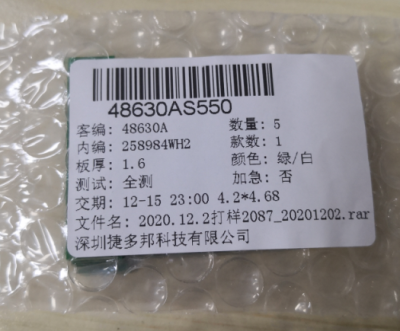 48630AS550
客编: 48630A 数量: 5
内编: 258984WH2 款数: 1
板厚: 1.6 颜色: 绿/白
测试: 全测 加急: 否
交期: 12-15 23:00 4.2*4.68
文件名: 2020.12.2打样2087_20201202.rar
深圳捷多邦科技有限公司